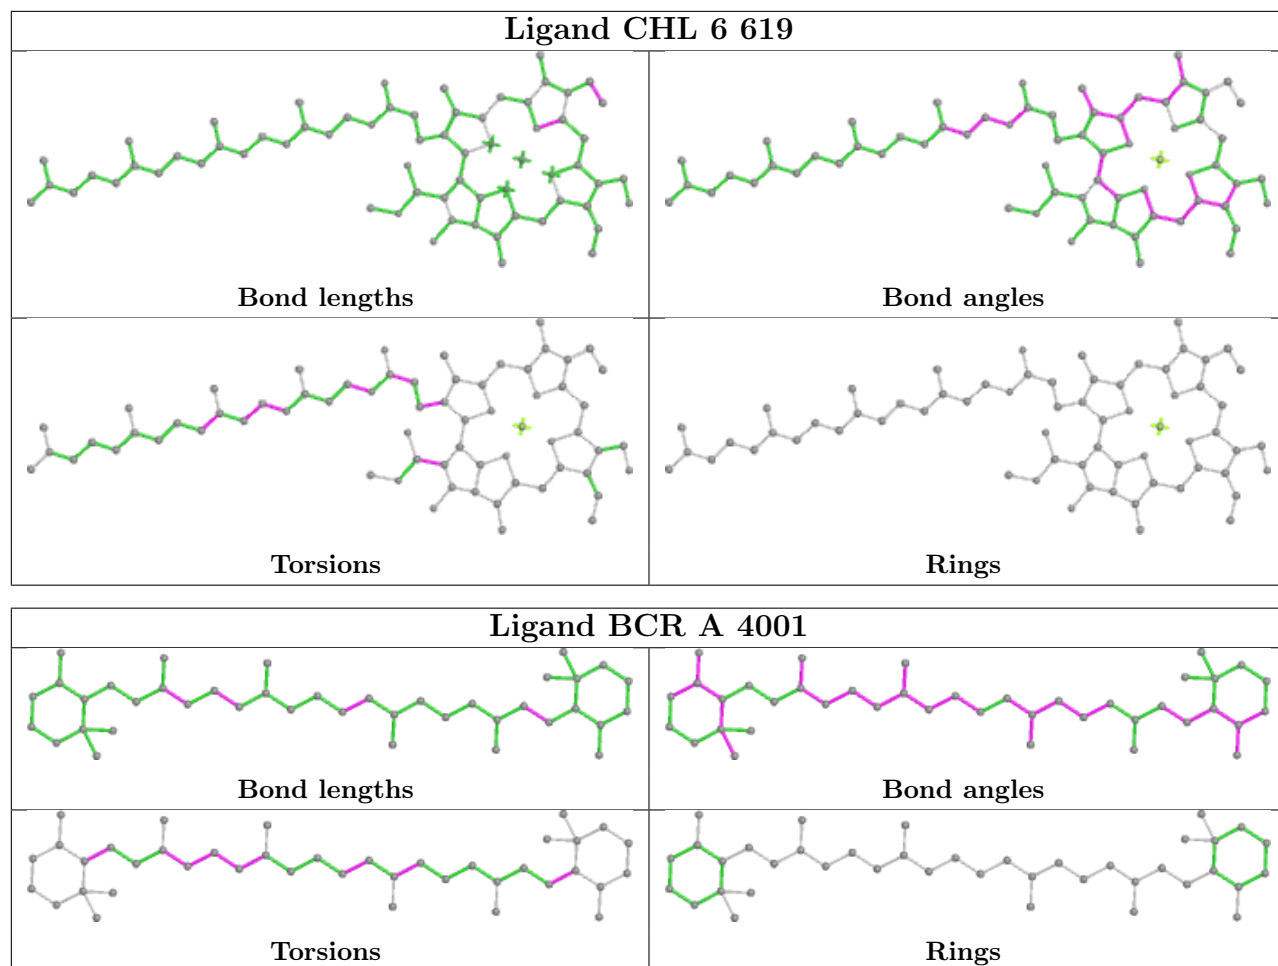 Ligand CHL 6 619
Bond lengths
Bond angles
Torsions
Rings
Ligand BCR A 4001
Bond lengths
Bond angles
Torsions
Rings